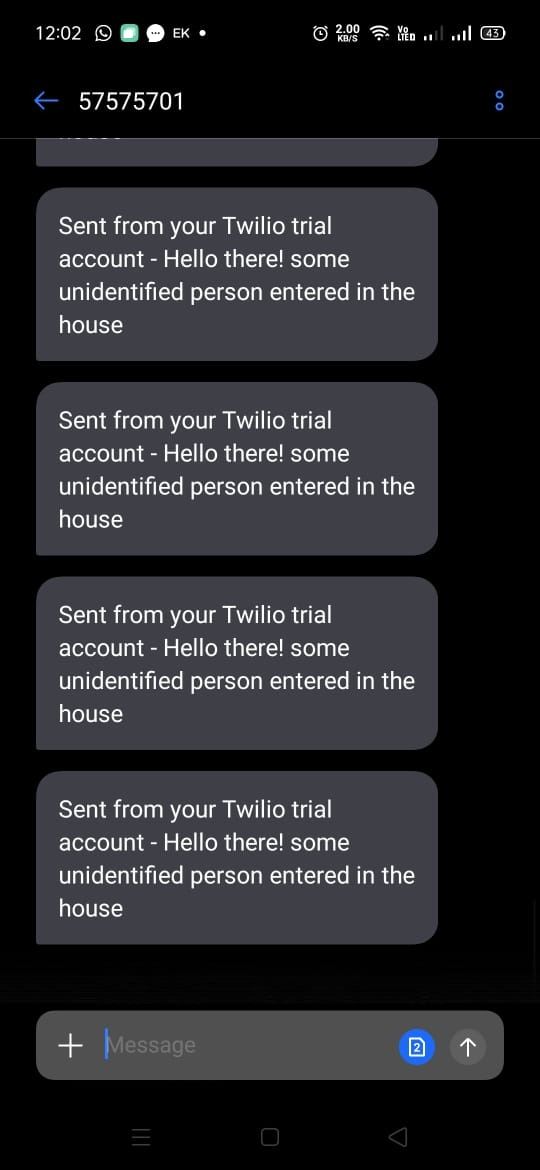 12:02 EK 2.00 KB/S Vo LTE 43
57575701
Sent from your Twilio trial
account - Hello there! some
unidentified person entered in the
house
Sent from your Twilio trial
account - Hello there! some
unidentified person entered in the
house
Sent from your Twilio trial
account - Hello there! some
unidentified person entered in the
house
Sent from your Twilio trial
account - Hello there! some
unidentified person entered in the
house
Message 2